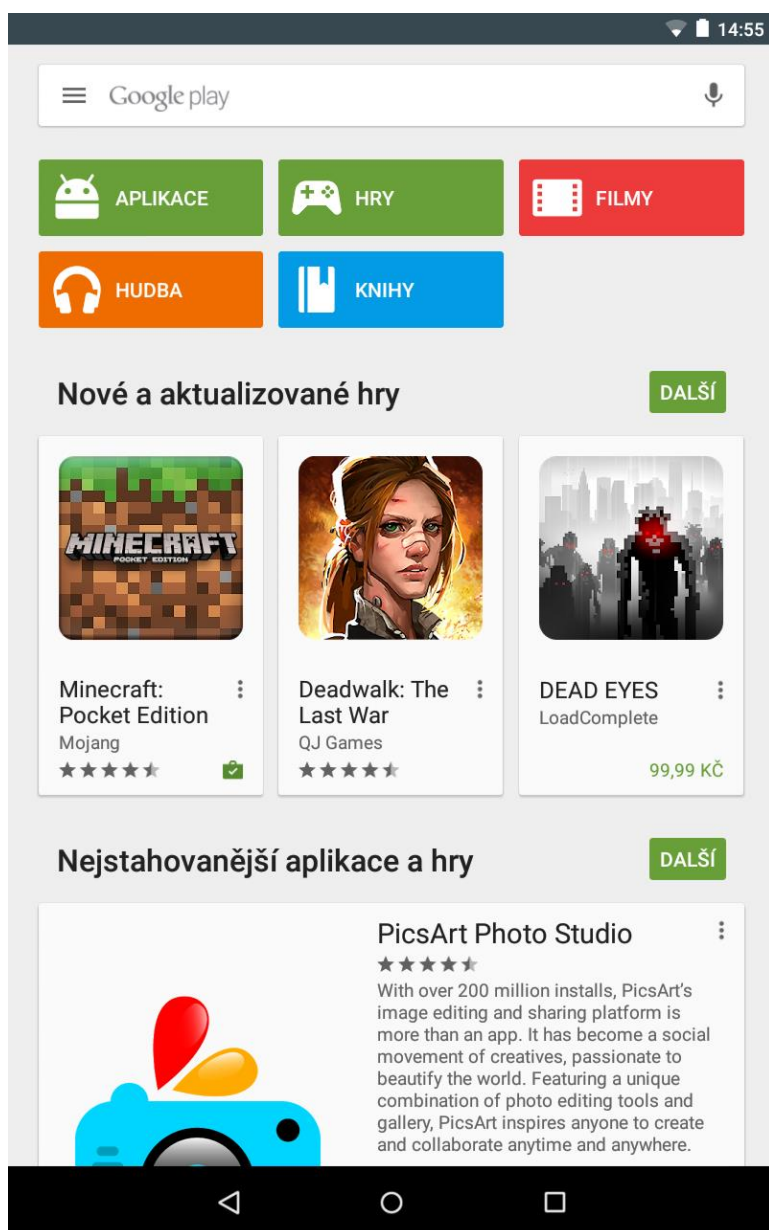 14:55
Google play
APLIKACE
HRY
FILMY
HUDBA
KNIHY
Nové a aktualizované hry
DALŠÍ
MINECRAFT
POCKET EDITION
Minecraft:
Pocket Edition
Mojang
Deadwalk: The
Last War
QJ Games
DEAD EYES
LoadComplete
99,99 KČ
Nejstahovanější aplikace a hry
DALŠÍ
PicsArt Photo Studio
With over 200 million installs, PicsArt's
image editing and sharing platform is
more than an app. It has become a social
movement of creatives, passionate to
beautify the world. Featuring a unique
combination of photo editing tools and
gallery, PicsArt inspires anyone to create
and collaborate anytime and anywhere.